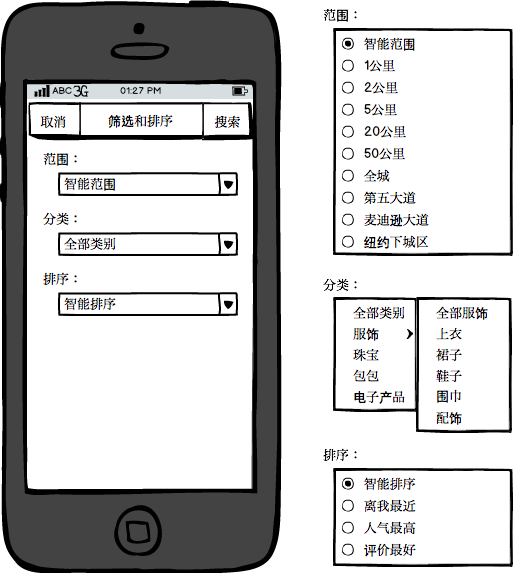 ABC 3G 01:27 PM
取消 筛选和排序 搜索
范围：
智能范围
分类：
全部类别
排序：
智能排序
范围：
智能范围
1公里
2公里
5公里
20公里
50公里
全城
第五大道
麦迪逊大道
纽约下城区
分类：
全部类别
服饰
珠宝
包包
电子产品
全部服饰
上衣
裙子
鞋子
围巾
配饰
排序：
智能排序
离我最近
人气最高
评价最好